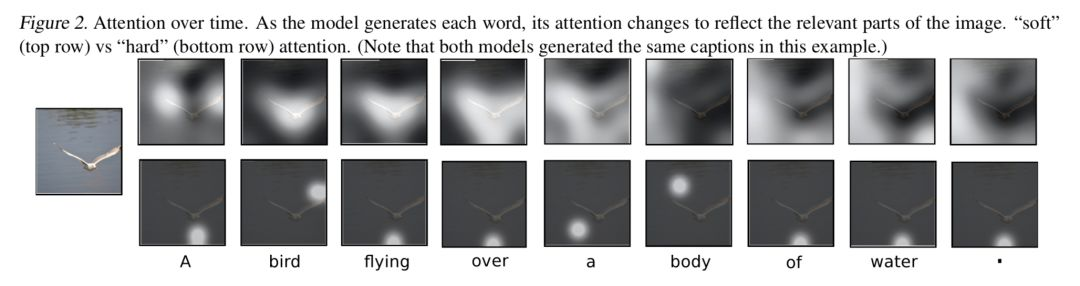 Figure 2. Attention over time. As the model generates each word, its attention changes to reflect the relevant parts of the image. “soft”
(top row) vs “hard” (bottom row) attention. (Note that both models generated the same captions in this example.)
A bird flying over a body of water .